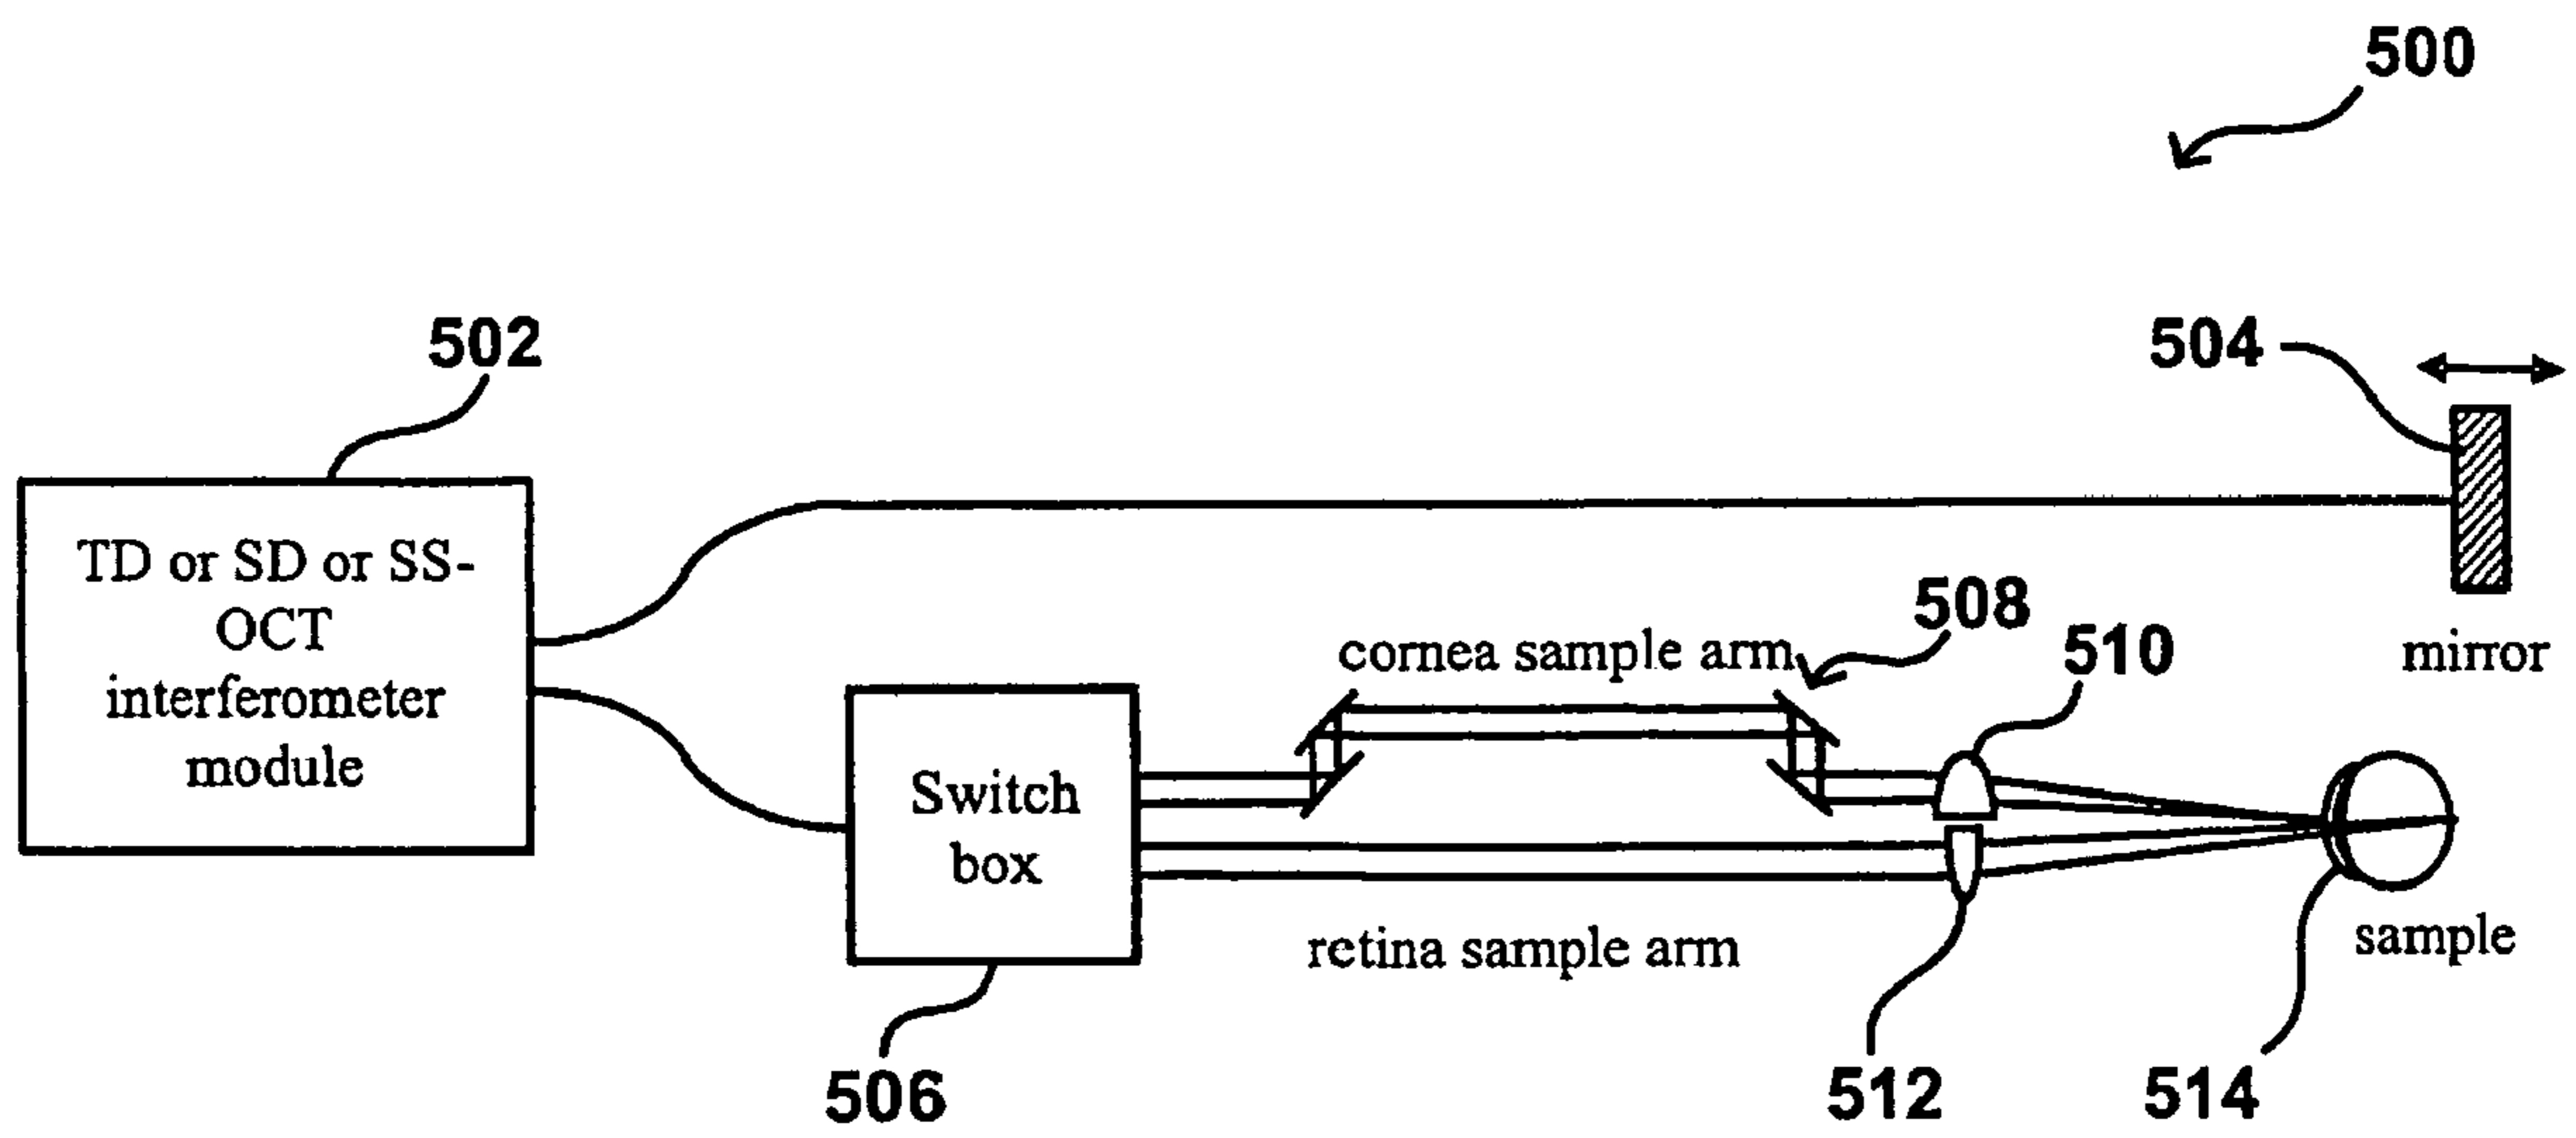 500
502
504
TD or SD or SS-
OCT
interferometer
module
508
cornea sample arm
510
mirror
Switch
box
retina sample arm
sample
506
512
514